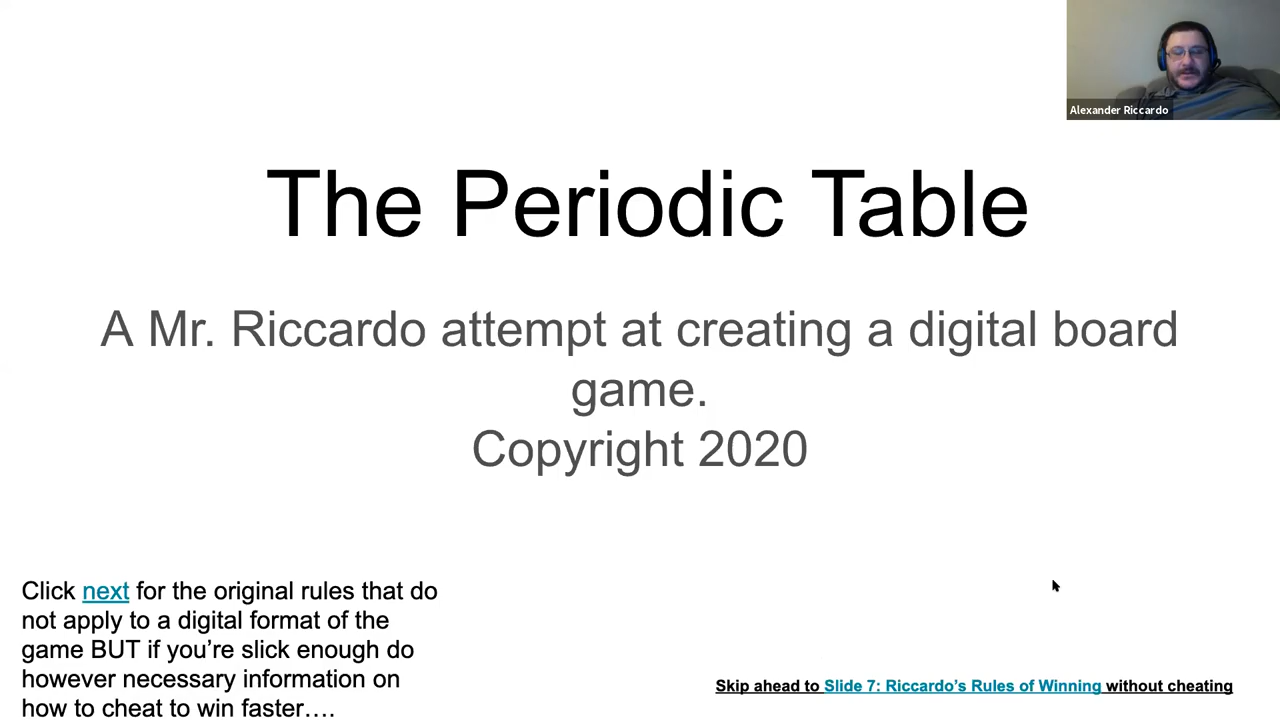 Alexander Riccardo
The Periodic Table
A Mr. Riccardo attempt at creating a digital board
game.
Copyright 2020
Click next for the original rules that do
not apply to a digital format of the
game BUT if you’re slick enough do
however necessary information on
how to cheat to win faster….
Skip ahead to Slide 7: Riccardo’s Rules of Winning without cheating